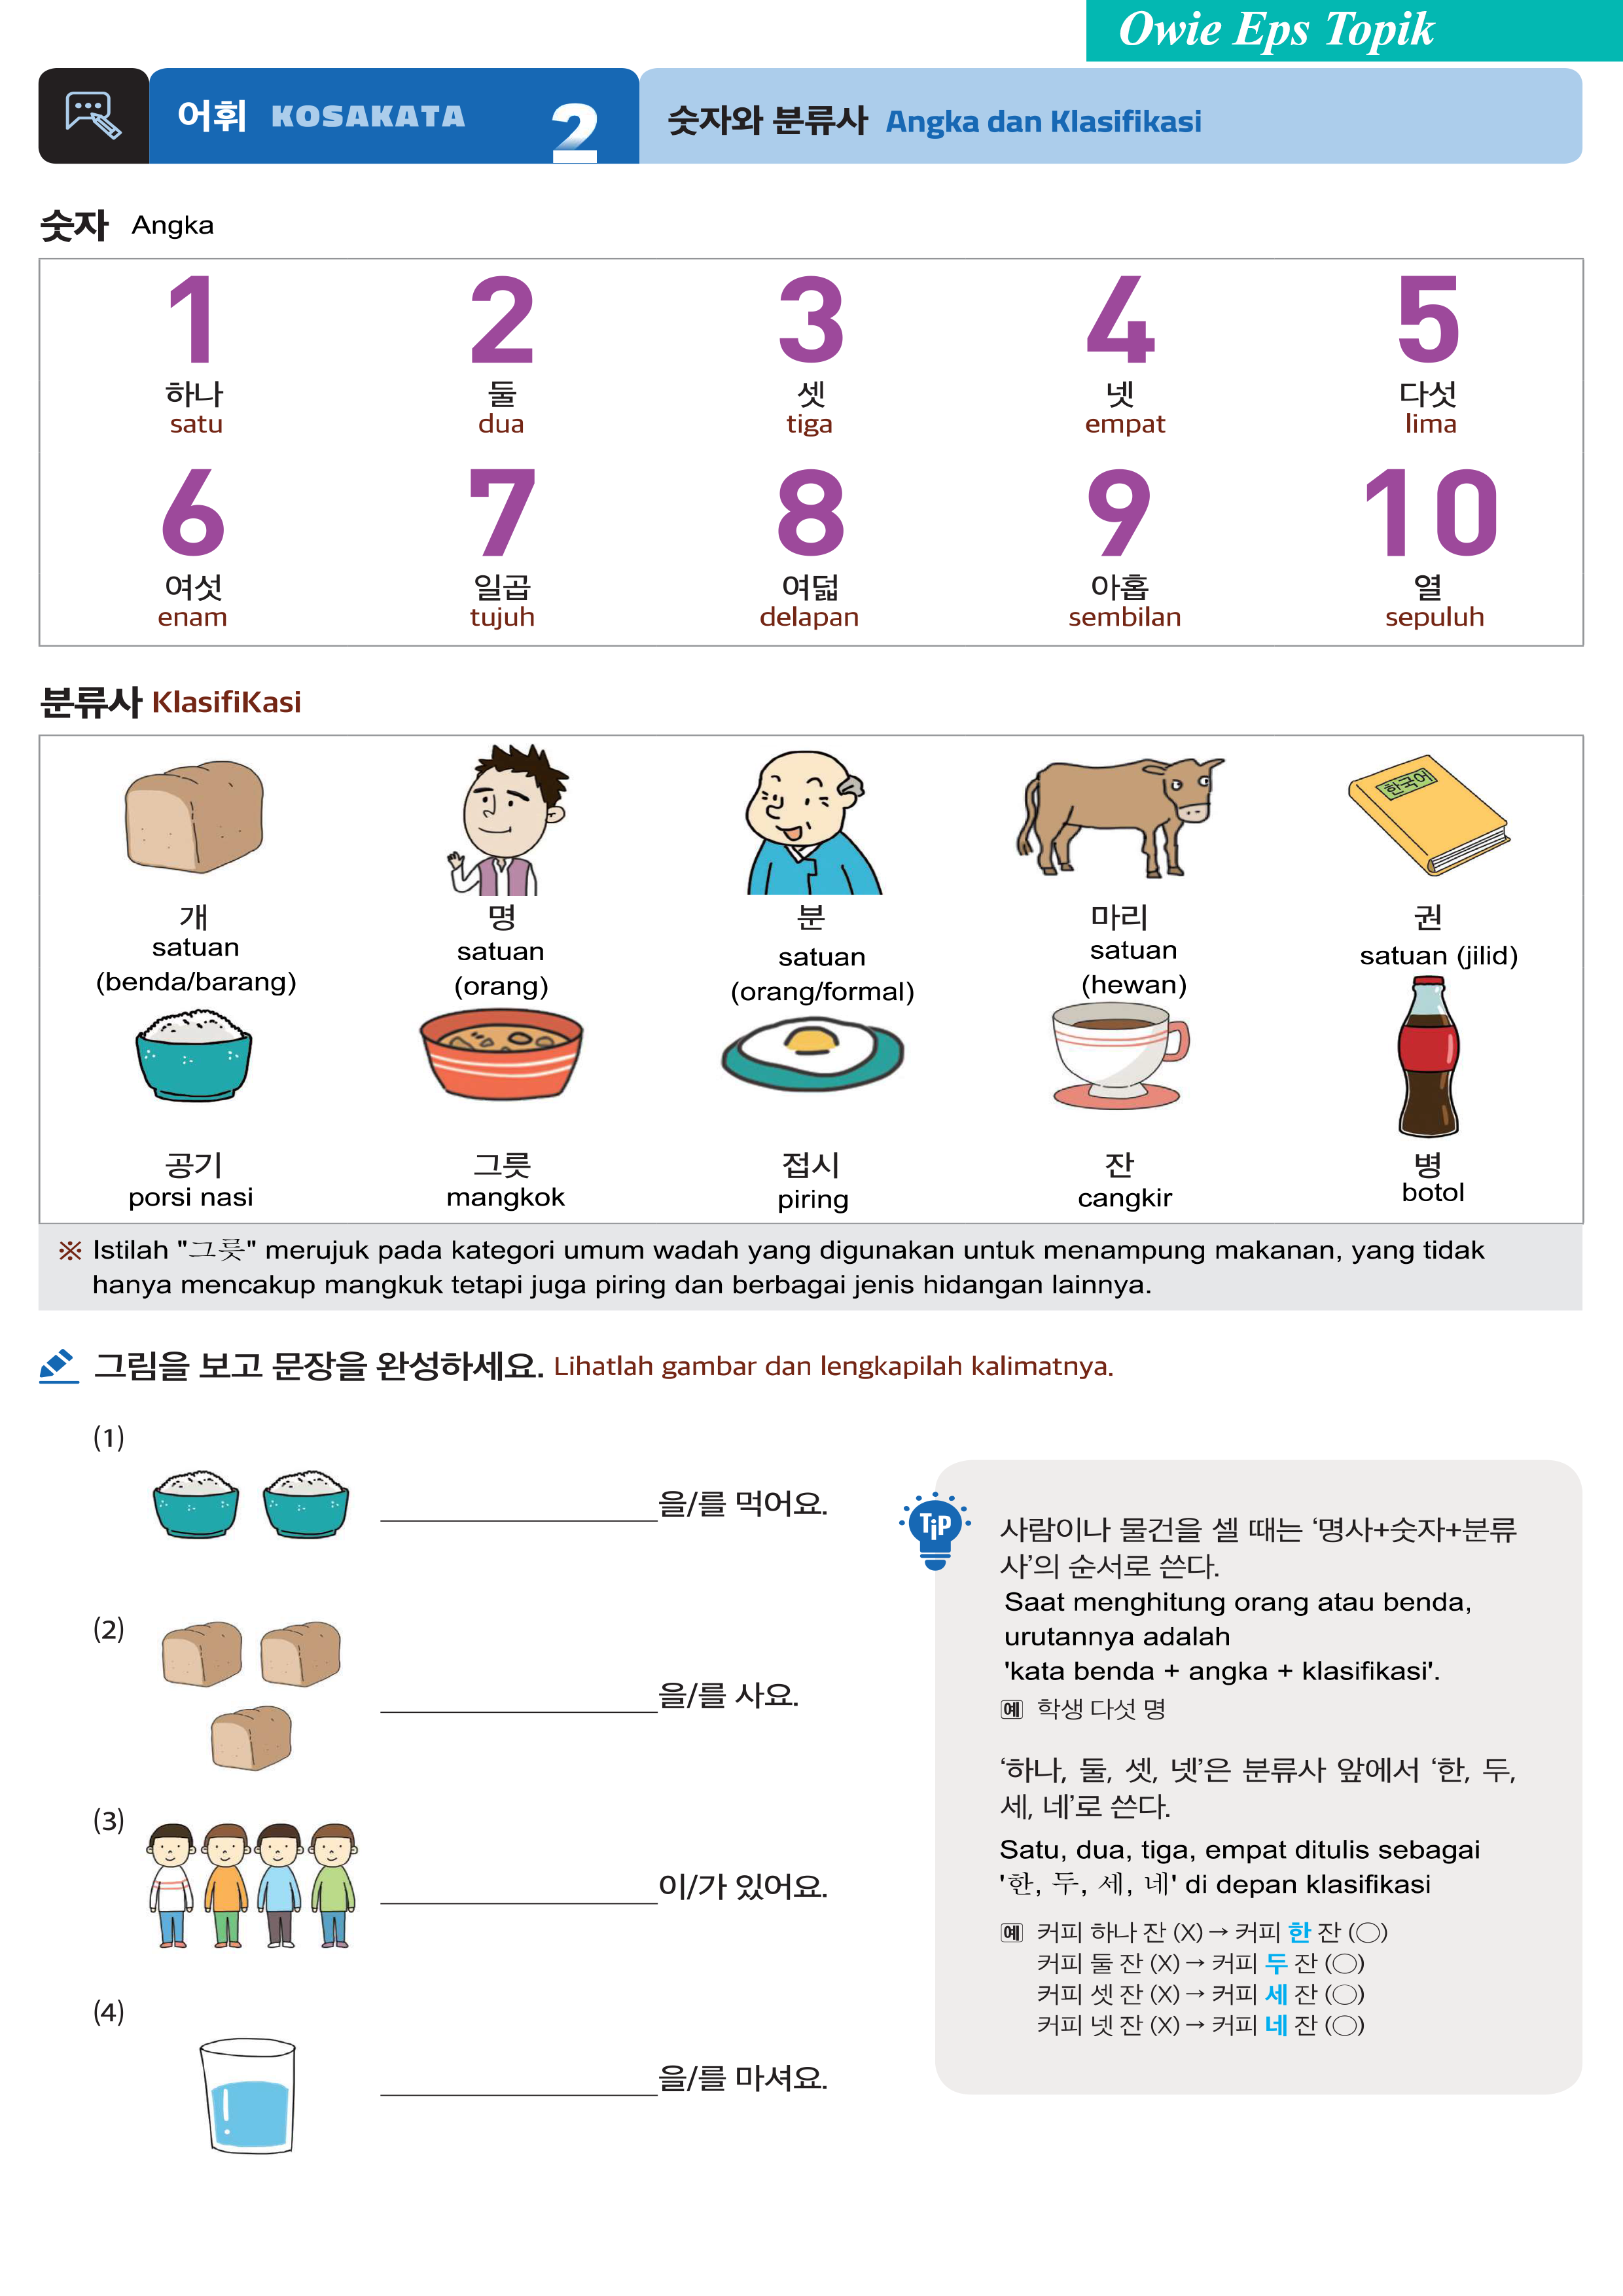 Owie Eps Topik
어휘 KOSAKATA 2 숫자와 분류사 Angka dan Klasifikasi
숫자 Angka
1 2 3 4 5
하나 둘 셋 넷 다섯
satu dua tiga empat lima
6 7 8 9 10
여섯 일곱 여덟 아홉 열
enam tujuh delapan sembilan sepuluh
분류사 KlasifiKasi
한국어
개 명 분 마리 권
satuan satuan satuan satuan satuan (jilid)
(benda/barang) (orang) (orang/formal) (hewan)
공기 그릇 접시 잔 병
porsi nasi mangkok piring cangkir botol
※ Istilah "그릇" merujuk pada kategori umum wadah yang digunakan untuk menampung makanan, yang tidak
hanya mencakup mangkuk tetapi juga piring dan berbagai jenis hidangan lainnya.
그림을 보고 문장을 완성하세요. Lihatlah gambar dan lengkapilah kalimatnya.
(1)
을/를 먹어요.
(2)
을/를 사요.
(3)
이/가 있어요.
(4)
을/를 마셔요.
TiP
사람이나 물건을 셀 때는 ‘명사+숫자+분류
사’의 순서로 쓴다.
Saat menghitung orang atau benda,
urutannya adalah
'kata benda + angka + klasifikasi'.
예 학생 다섯 명
‘하나, 둘, 셋, 넷’은 분류사 앞에서 ‘한, 두,
세, 네’로 쓴다.
Satu, dua, tiga, empat ditulis sebagai
'한, 두, 세, 네' di depan klasifikasi
예 커피 하나 잔 (X) → 커피 한 잔 (○)
커피 둘 잔 (X) → 커피 두 잔 (○)
커피 셋 잔 (X) → 커피 세 잔 (○)
커피 넷 잔 (X) → 커피 네 잔 (○)